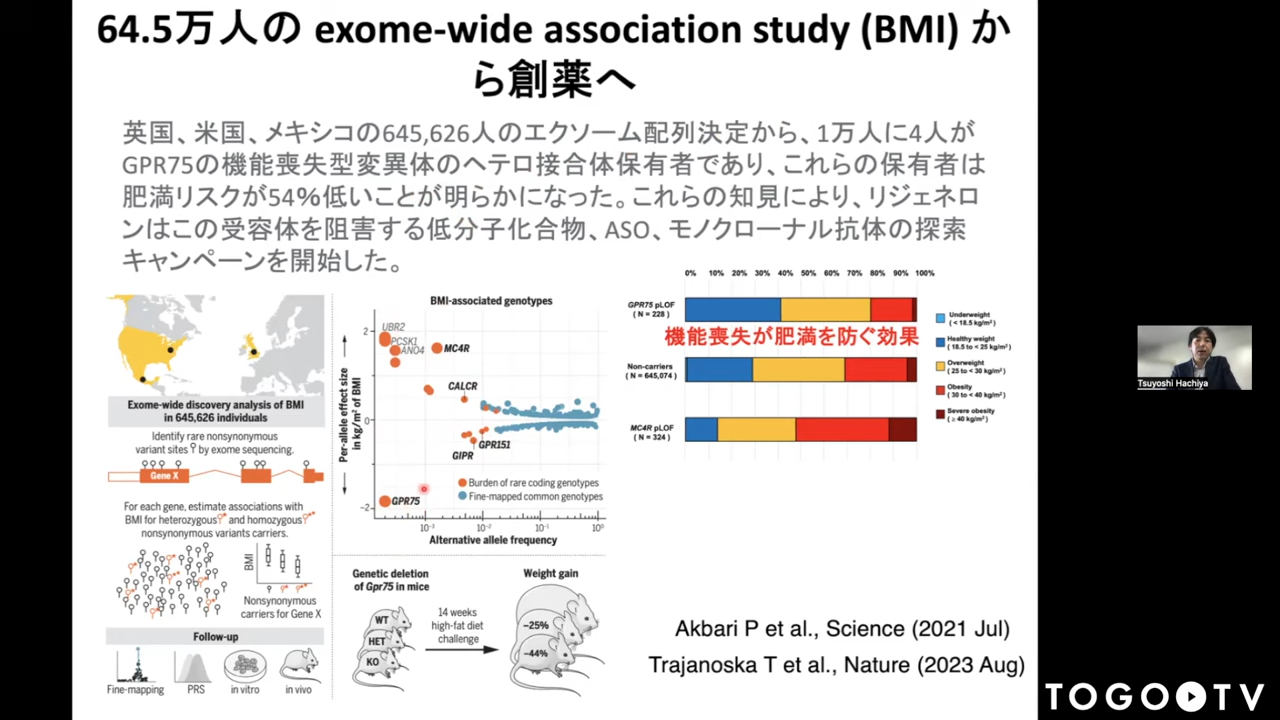 64.5万人の exome-wide association study (BMI) か
ら創薬へ
英国、米国、メキシコの645,626人のエクソーム配列決定から、1万人に4人が
GPR75の機能喪失型変異体のヘテロ接合体保有者であり、これらの保有者は
肥満リスクが54%低いことが明らかになった。これらの知見により、リジェネロ
ンはこの受容体を阻害する低分子化合物、ASO、モノクローナル抗体の探索
キャンペーンを開始した。
Exome-wide discovery analysis of BMI
in 645,626 individuals
Identify rare nonsynonymous
variant sites by exome sequencing.
Gene X
For each gene, estimate associations with
BMI for heterozygous and homozygous
nonsynonymous variants carriers.
BMI
Nonsynonymous
carriers for Gene X
Follow-up
Fine-mapping
PRS
in vitro
in vivo
BMI-associated genotypes
Per-allele effect size
in kg/m² of BMI
2
0
−2
UBR2
PCSK1
ANO4
MC4R
CALCR
GPR151
GIPR
GPR75
Burden of rare coding genotypes
Fine-mapped common genotypes
10⁻³
10⁻²
10⁻¹
10⁰
Alternative allele frequency
Genetic deletion
of Gpr75 in mice
WT
HET
KO
14 weeks
high-fat diet
challenge
Weight gain
−25%
−44%
0% 10% 20% 30% 40% 50% 60% 70% 80% 90% 100%
GPR75 pLOF
( N = 228 )
機能喪失が肥満を防ぐ効果
Non-carriers
( N = 645,074 )
MC4R pLOF
( N = 324 )
Underweight
( < 18.5 kg/m² )
Healthy weight
( 18.5 to < 25 kg/m² )
Overweight
( 25 to < 30 kg/m² )
Obesity
( 30 to < 40 kg/m² )
Severe obesity
( ≥ 40 kg/m² )
Akbari P et al., Science (2021 Jul)
Trajanoska T et al., Nature (2023 Aug)
Tsuyoshi Hachiya
TOGO TV